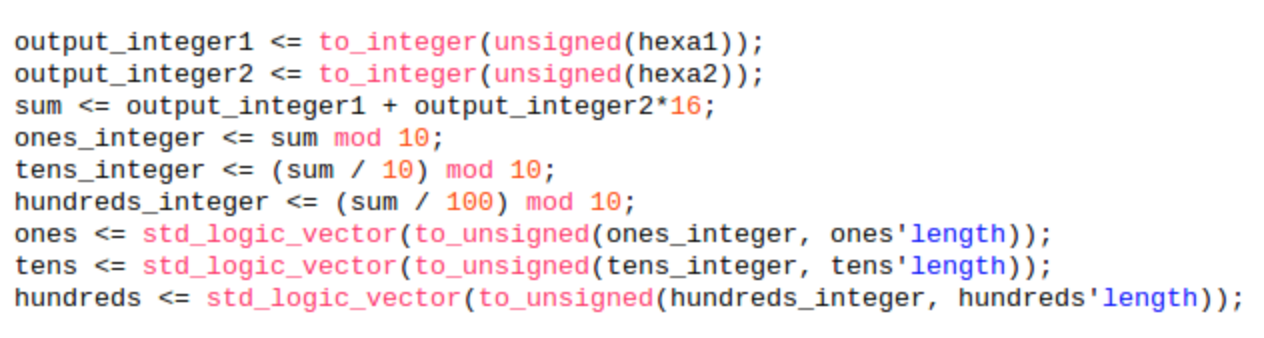 output_integer1 <= to_integer(unsigned(hexa1));
output_integer2 <= to_integer(unsigned(hexa2));
sum <= output_integer1 + output_integer2*16;
ones_integer <= sum mod 10;
tens_integer <= (sum / 10) mod 10;
hundreds_integer <= (sum / 100) mod 10;
ones <= std_logic_vector(to_unsigned(ones_integer, ones'length));
tens <= std_logic_vector(to_unsigned(tens_integer, tens'length));
hundreds <= std_logic_vector(to_unsigned(hundreds_integer, hundreds'length));